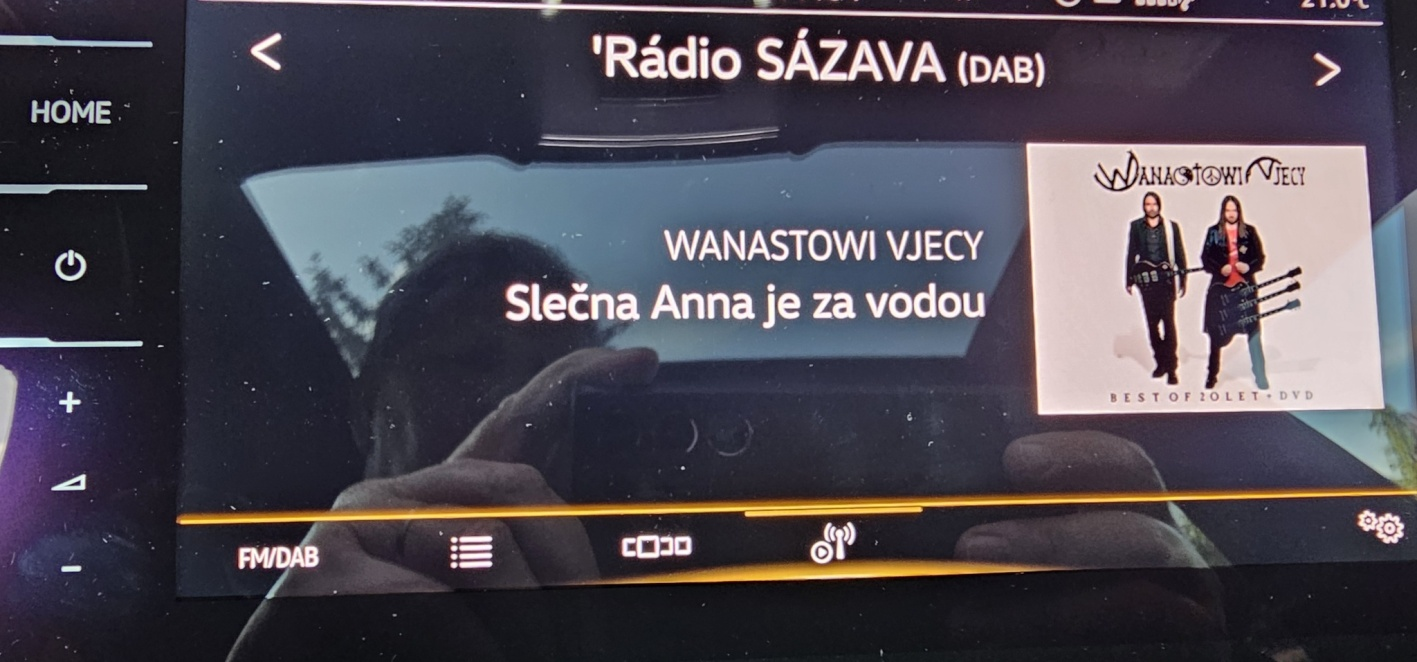 'Rádio SÁZAVA (DAB)
HOME
WANASTOWI VJECY
Slečna Anna je za vodou
WANASTOWI VJECY
BEST OF 20 LET + DVD
FM/DAB